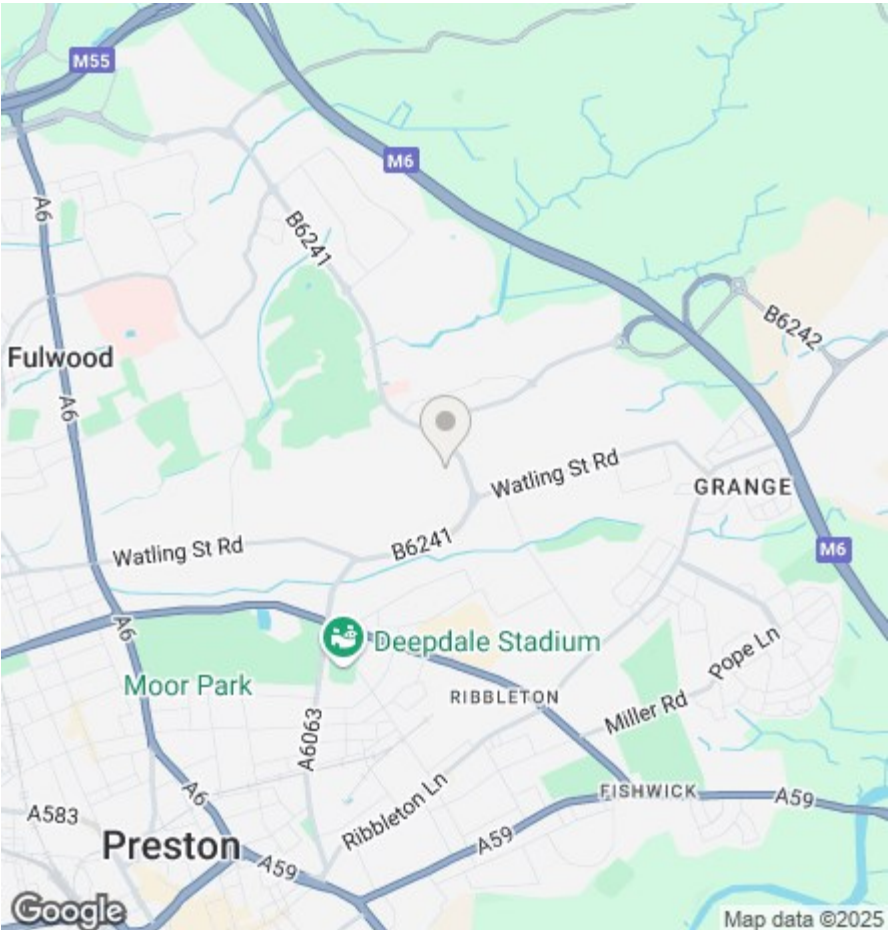 M55
M6
A6
B6241
B6242
Fulwood
A6
Watling St Rd
GRANGE
Watling St Rd
B6241
M6
A6
Deepdale Stadium
Moor Park
Pope Ln
RIBBLETON
Miller Rd
A6063
A6
Ribbleton Ln
FISHWICK
A59
A583
Preston
A59
A59
Google
Map data ©2025